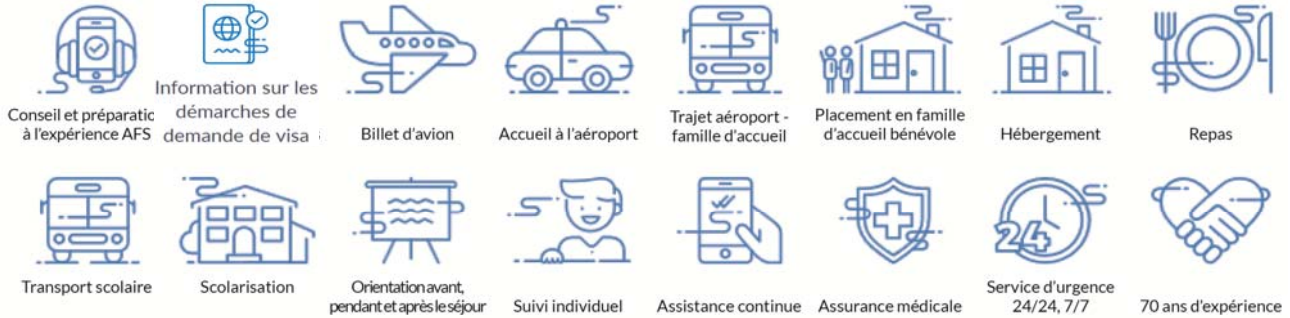 Conseil et préparatic
à l'expérience AFS
Information sur les
démarches de
demande de visa
Billet d'avion
Accueil à l'aéroport
Trajet aéroport -
famille d'accueil
Placement en famille
d'accueil bénévole
Hébergement
Repas
Transport scolaire
Scolarisation
Orientation avant,
pendant et après le séjour
Suivi individuel
Assistance continue
Assurance médicale
24
Service d'urgence
24/24, 7/7
70 ans d'expérience